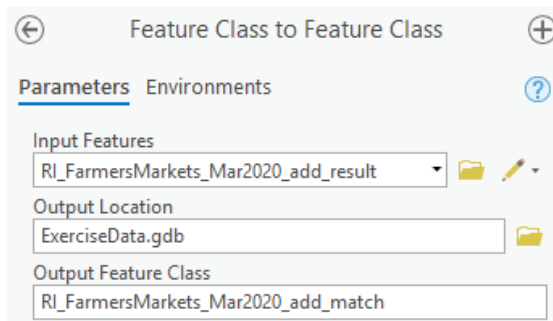 Feature Class to Feature Class
Parameters Environments
Input Features
RI_FarmersMarkets_Mar2020_add_result
Output Location
ExerciseData.gdb
Output Feature Class
RI_FarmersMarkets_Mar2020_add_match